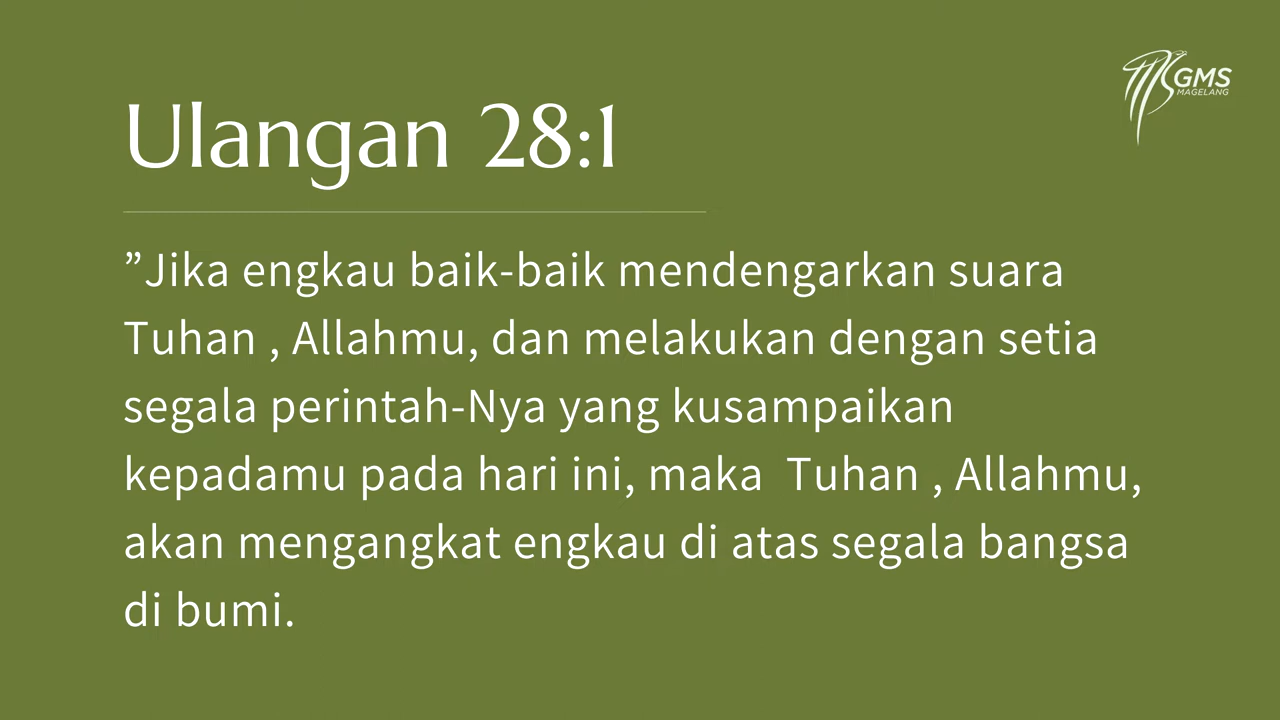 GMS
MAGELANG
Ulangan 28:1
”Jika engkau baik-baik mendengarkan suara
Tuhan , Allahmu, dan melakukan dengan setia
segala perintah-Nya yang kusampaikan
kepadamu pada hari ini, maka  Tuhan , Allahmu,
akan mengangkat engkau di atas segala bangsa
di bumi.